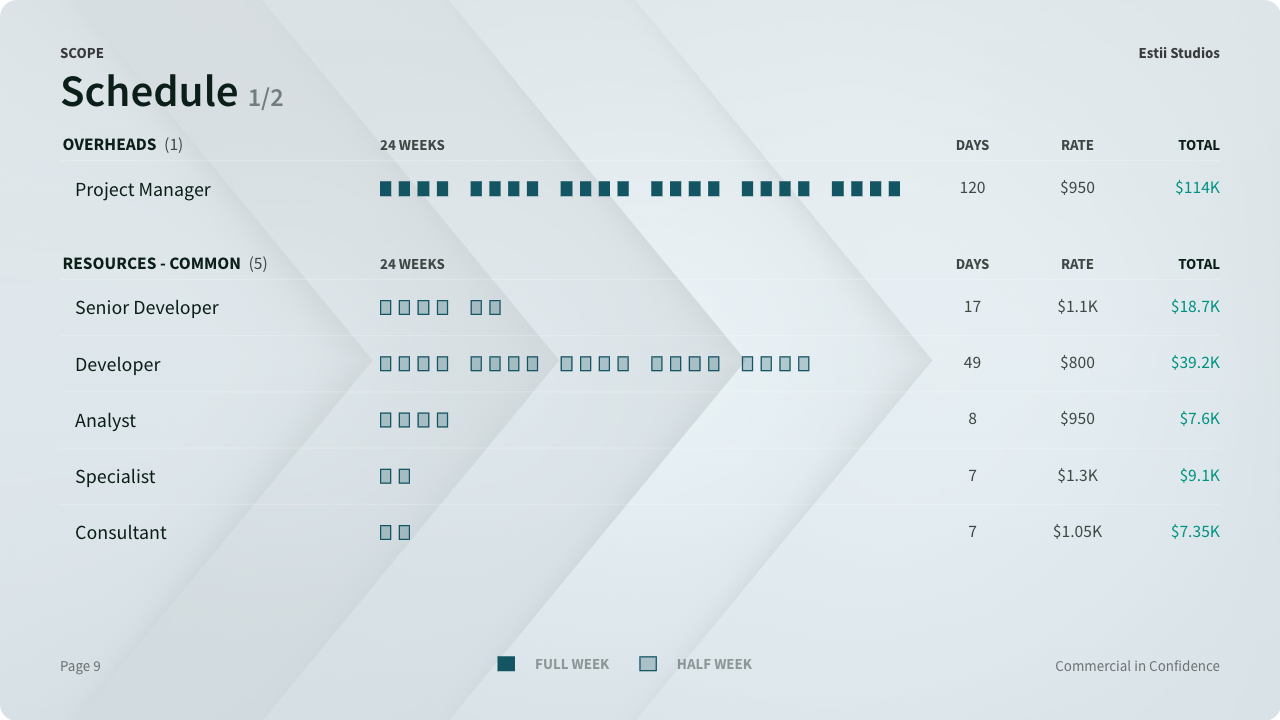 SCOPE
Estii Studios
Schedule 1/2
OVERHEADS (1) 24 WEEKS DAYS RATE TOTAL
Project Manager 120 $950 $114K
RESOURCES - COMMON (5) 24 WEEKS DAYS RATE TOTAL
Senior Developer 17 $1.1K $18.7K
Developer 49 $800 $39.2K
Analyst 8 $950 $7.6K
Specialist 7 $1.3K $9.1K
Consultant 7 $1.05K $7.35K
Page 9 FULL WEEK HALF WEEK Commercial in Confidence